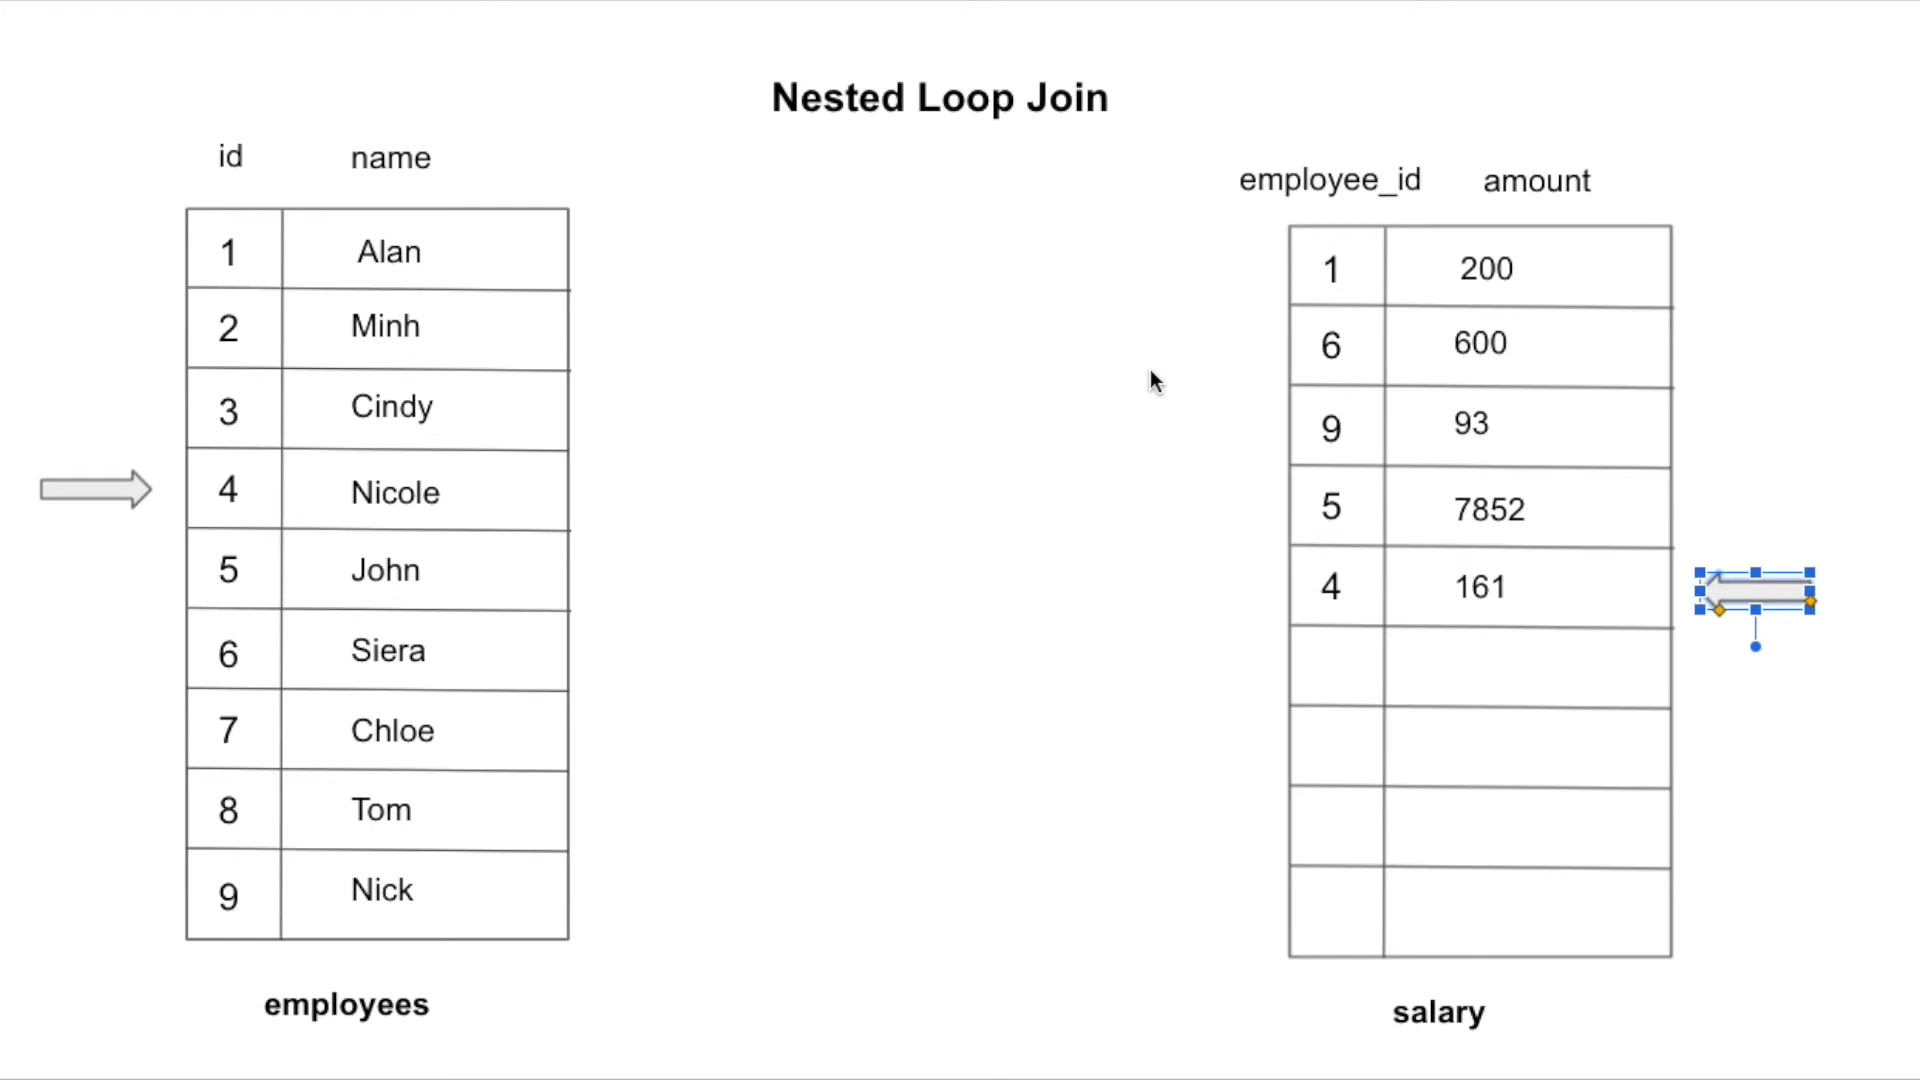 Nested Loop Join
id name
1 Alan
2 Minh
3 Cindy
4 Nicole
5 John
6 Siera
7 Chloe
8 Tom
9 Nick
employees
employee_id amount
1 200
6 600
9 93
5 7852
4 161
salary